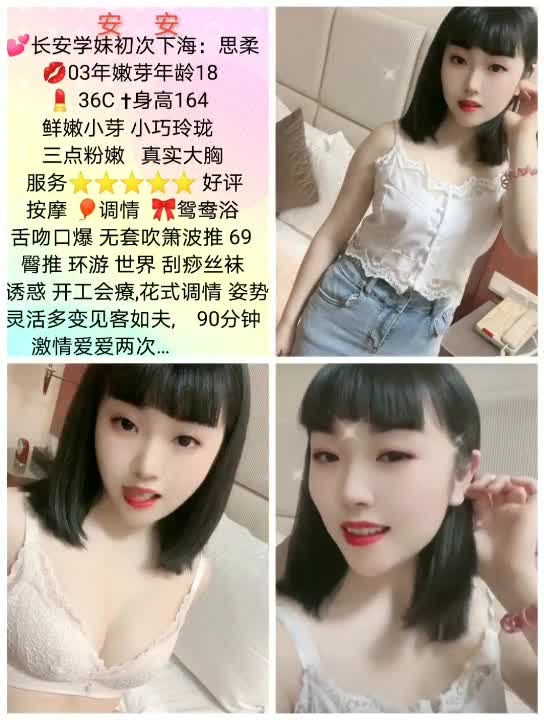 安 安
💕长安学妹初次下海：思柔
💋03年嫩芽年龄18
💄 36C ✝身高164
鲜嫩小芽 小巧玲珑
三点粉嫩 真实大胸
服务⭐⭐⭐⭐⭐ 好评
按摩 🎈调情 🎀鸳鸯浴
舌吻口爆 无套吹箫波推 69
臀推 环游 世界 刮痧丝袜
诱惑 开工会療,花式调情 姿势
灵活多变见客如夫, 90分钟
激情爱爱两次…